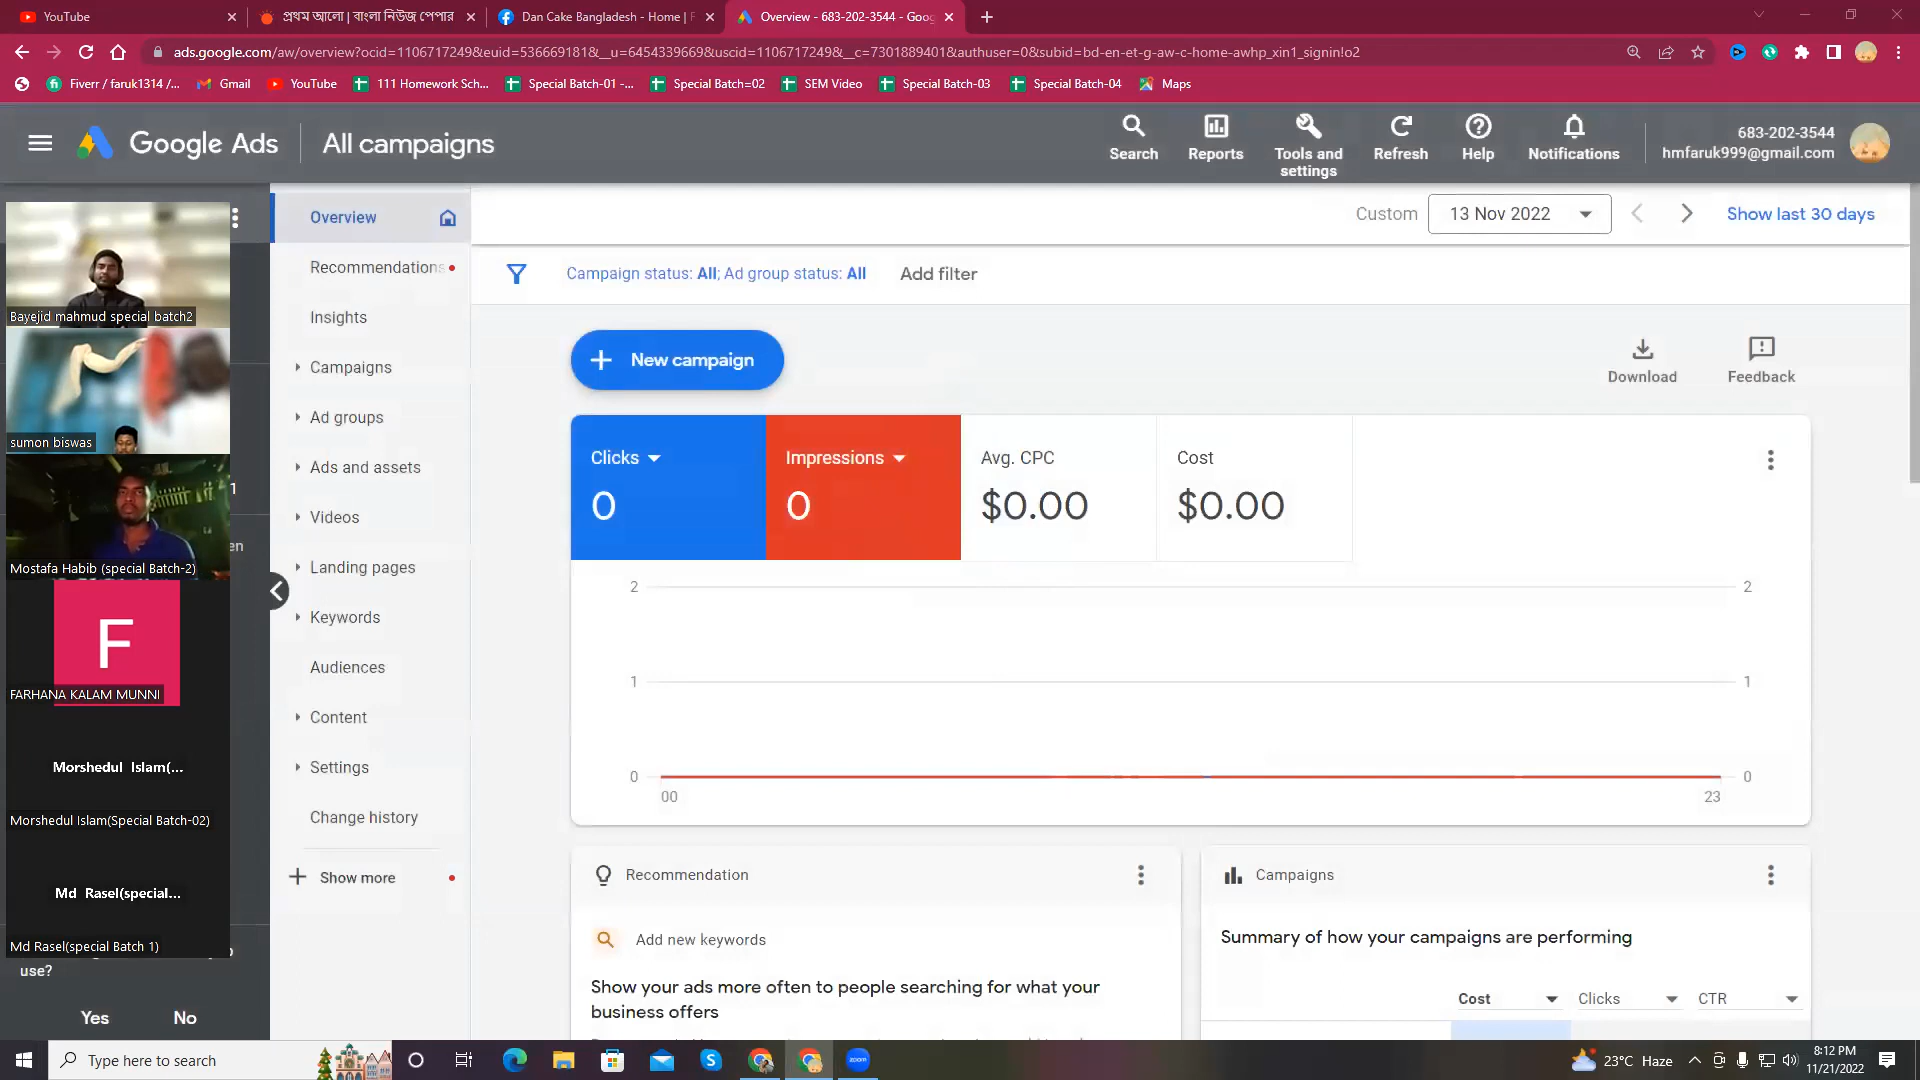 YouTube
প্রথম আলো | বাংলা নিউজ পেপার
Dan Cake Bangladesh - Home | F
Overview - 683-202-3544 - Goog
ads.google.com/aw/overview?ocid=1106717249&euid=536669181&__u=6454339669&uscid=1106717249&__c=7301889401&authuser=0&subid=bd-en-et-g-aw-c-home-awhp_xin1_signin!o2
Fiverr / faruk1314 /...
Gmail
YouTube
111 Homework Sch...
Special Batch-01 -...
Special Batch=02
SEM Video
Special Batch-03
Special Batch-04
Maps
Google Ads
All campaigns
Search
Reports
Tools and
settings
Refresh
Help
Notifications
683-202-3544
hmfaruk999@gmail.com
Overview
Recommendations
Insights
Campaigns
Ad groups
Ads and assets
Videos
Landing pages
Keywords
Audiences
Content
Settings
Change history
Show more
Bayejid mahmud special batch2
sumon biswas
1
en
Mostafa Habib (special Batch-2)
F
FARHANA KALAM MUNNI
Morshedul Islam(...
Morshedul Islam(Special Batch-02)
Md Rasel(special...
Md Rasel(special Batch 1)
use?
Yes
No
Custom
13 Nov 2022
Show last 30 days
Campaign status: All; Ad group status: All
Add filter
New campaign
Download
Feedback
Clicks
0
Impressions
0
Avg. CPC
$0.00
Cost
$0.00
2
2
1
1
0
0
00
23
Recommendation
Add new keywords
Show your ads more often to people searching for what your
business offers
Campaigns
Summary of how your campaigns are performing
Cost
Clicks
CTR
Type here to search
zoom
23°C Haze
8:12 PM
11/21/2022